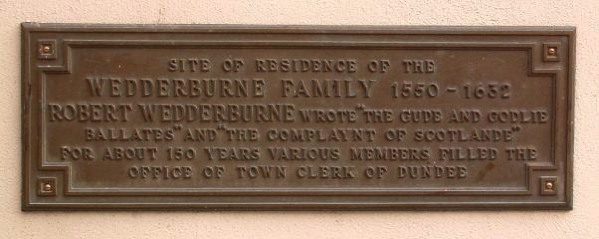 SITE OF RESIDENCE OF THE
WEDDERBURNE FAMILY 1550 - 1632
ROBERT WEDDERBURNE WROTE "THE GUDE AND GODLIE
BALLATES" AND "THE COMPLAYNT OF SCOTLANDE"
FOR ABOUT 150 YEARS VARIOUS MEMBERS FILLED THE
OFFICE OF TOWN CLERK OF DUNDEE